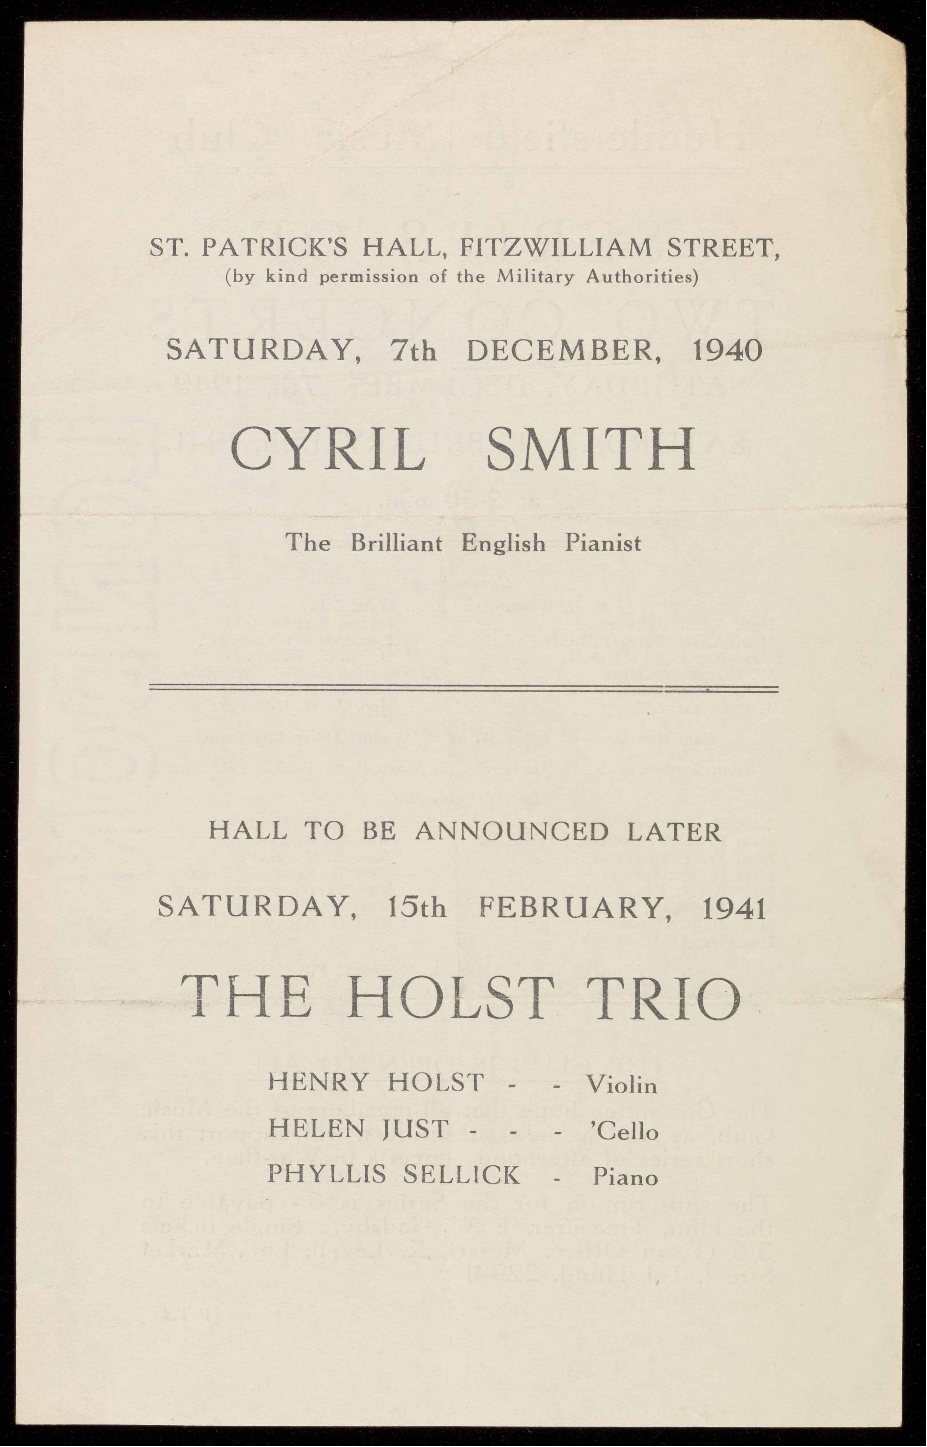 ST. PATRICK'S HALL, FITZWILLIAM STREET,
(by kind permission of the Military Authorities)
SATURDAY, 7th DECEMBER, 1940
CYRIL SMITH
The Brilliant English Pianist
HALL TO BE ANNOUNCED LATER
SATURDAY, 15th FEBRUARY, 1941
THE HOLST TRIO
HENRY HOLST - - Violin
HELEN JUST - - - 'Cello
PHYLLIS SELLICK - Piano